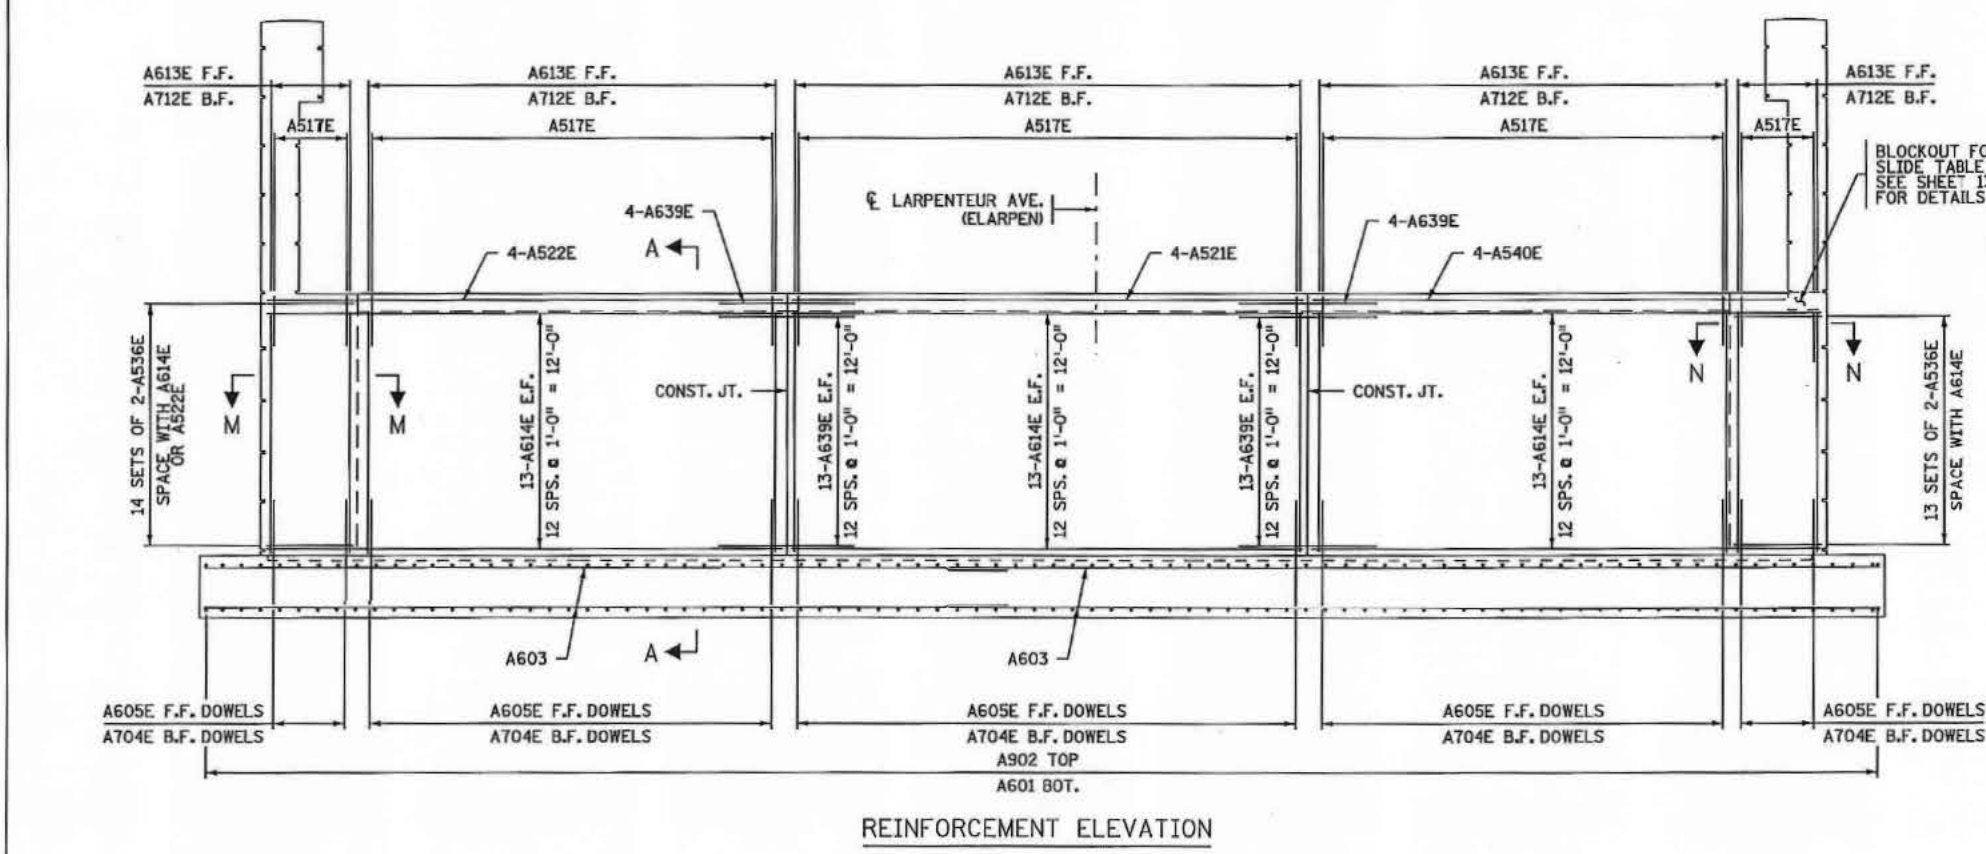 A613E F.F.
A712E B.F.
A517E
A613E F.F.
A712E B.F.
A517E
A613E F.F.
A712E B.F.
A517E
A613E F.F.
A712E B.F.
A517E
A613E F.F.
A712E B.F.
A517E
BLOCKOUT FO
SLIDE TABLE
SEE SHEET 1
FOR DETAILS
℄ LARPENTEUR AVE.
(ELARPEN)
4-A639E
4-A639E
4-A522E
A
4-A521E
4-A540E
14 SETS OF 2-A536E
SPACE WITH A614E
OR A522E
M
M
13-A614E E.F.
12 SPS. @ 1'-0" = 12'-0"
CONST. JT.
13-A639E E.F.
12 SPS. @ 1'-0" = 12'-0"
13-A614E E.F.
12 SPS. @ 1'-0" = 12'-0"
13-A639E E.F.
12 SPS. @ 1'-0" = 12'-0"
CONST. JT.
13-A614E E.F.
12 SPS. @ 1'-0" = 12'-0"
N
N
13 SETS OF 2-A536E
SPACE WITH A614E
A603
A
A603
A605E F.F. DOWELS
A704E B.F. DOWELS
A605E F.F. DOWELS
A704E B.F. DOWELS
A605E F.F. DOWELS
A704E B.F. DOWELS
A605E F.F. DOWELS
A704E B.F. DOWELS
A605E F.F. DOWELS
A704E B.F. DOWELS
A902 TOP
A601 BOT.
REINFORCEMENT ELEVATION